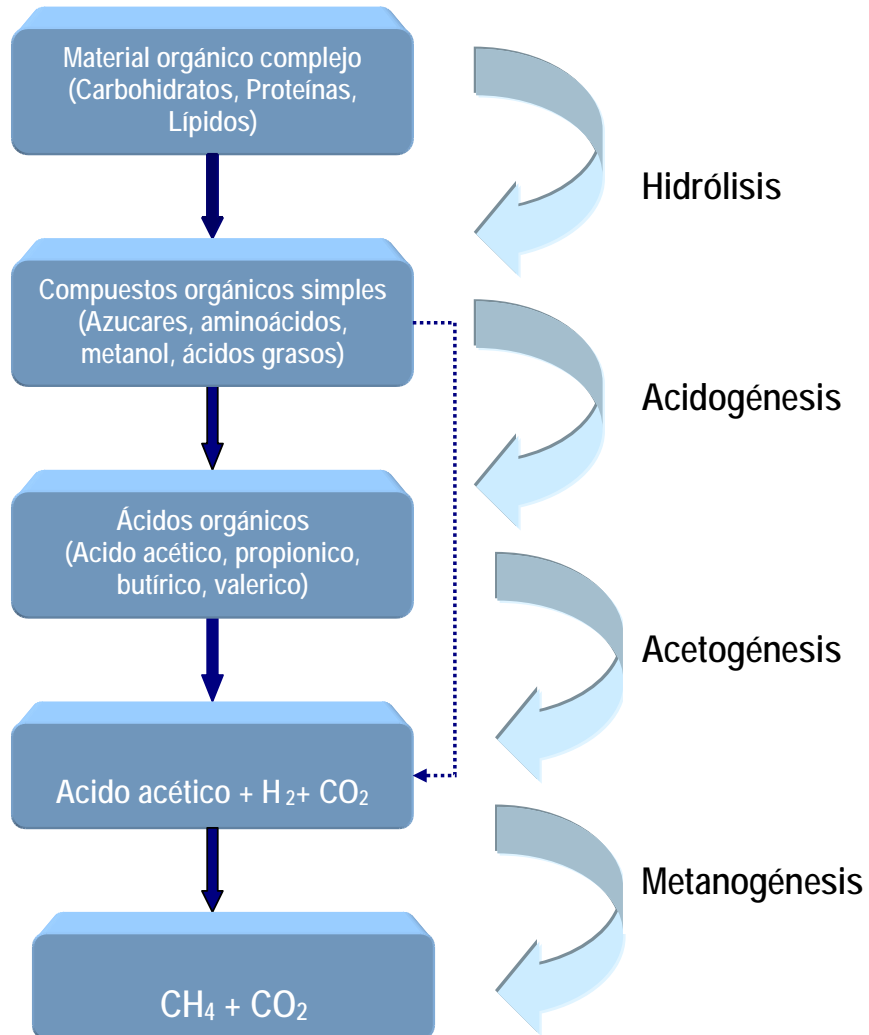 Material orgánico complejo
(Carbohidratos, Proteínas,
Lípidos)
Hidrólisis
Compuestos orgánicos simples
(Azucares, aminoácidos,
metanol, ácidos grasos)
Acidogénesis
Ácidos orgánicos
(Acido acético, propionico,
butírico, valerico)
Acetogénesis
Acido acético + H₂+ CO₂
Metanogénesis
CH₄ + CO₂